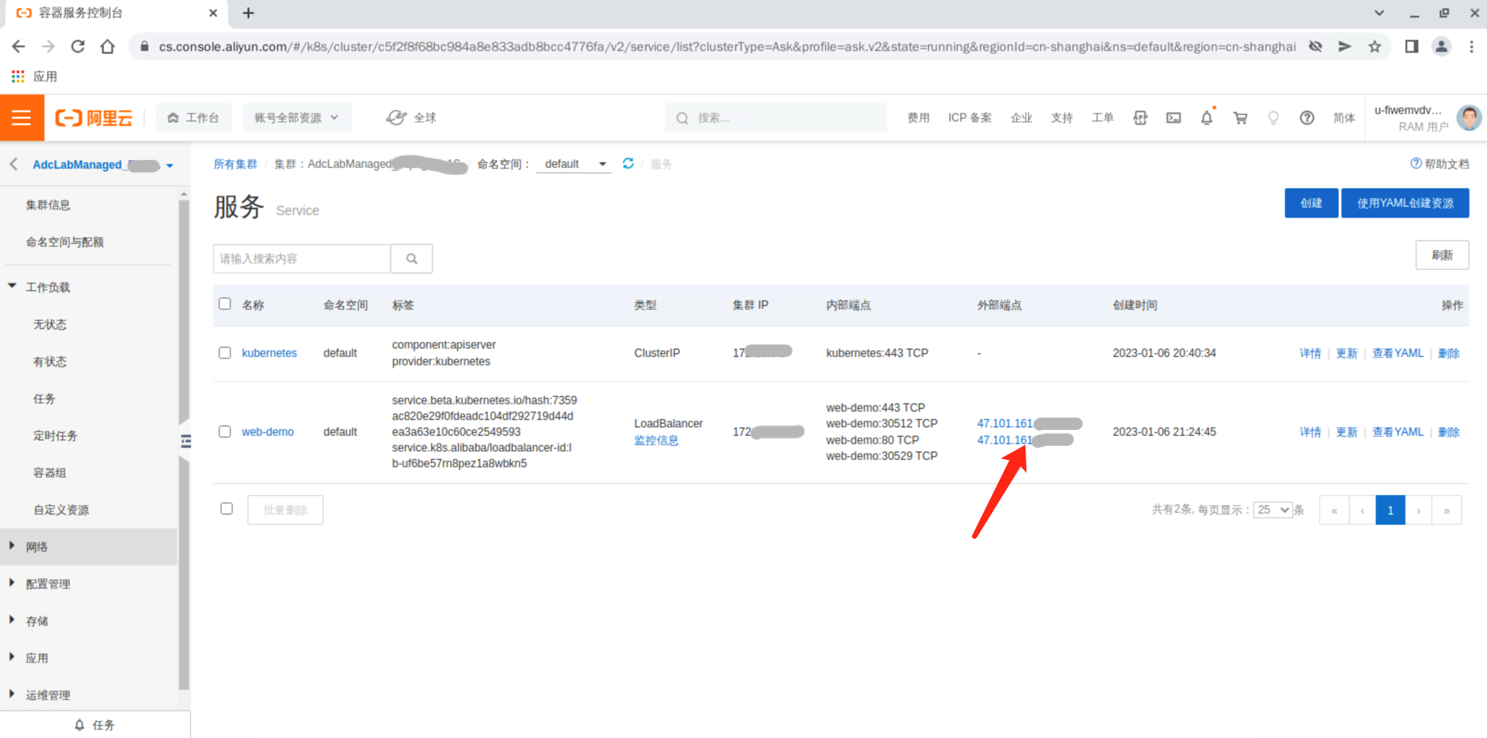 容器服务控制台
cs.console.aliyun.com/#/k8s/cluster/c5f2f8f68bc984a8e833adb8bcc4776fa/v2/service/list?clusterType=Ask&profile=ask.v2&state=running&regionId=cn-shanghai&ns=default&region=cn-shanghai
应用
阿里云 工作台 账号全部资源 全球 搜索... 费用 ICP 备案 企业 支持 工单 简体 u-fiwemvdv...
RAM 用户
AdcLabManaged_
所有集群 / 集群：AdcLabManaged / 命名空间： default / 服务 帮助文档
集群信息
命名空间与配额
工作负载
无状态
有状态
任务
定时任务
容器组
自定义资源
网络
配置管理
存储
应用
运维管理
任务
服务 Service
创建 使用YAML创建资源
请输入搜索内容
刷新
名称 命名空间 标签 类型 集群 IP 内部端点 外部端点 创建时间 操作
kubernetes default component:apiserver
provider:kubernetes ClusterIP 17 kubernetes:443 TCP - 2023-01-06 20:40:34 详情 | 更新 | 查看YAML | 删除
web-demo default service.beta.kubernetes.io/hash:7359
ac820e29f0fdeadc104df292719d44d
ea3a63e10c60ce2549593
service.k8s.alibaba/loadbalancer-id:l
b-uf6be57rn8pez1a8wbkn5
LoadBalancer
监控信息
172
web-demo:443 TCP
web-demo:30512 TCP
web-demo:80 TCP
web-demo:30529 TCP
47.101.161
47.101.161
2023-01-06 21:24:45 详情 | 更新 | 查看YAML | 删除
批量删除
共有2条, 每页显示： 25 条 « ‹ 1 › »